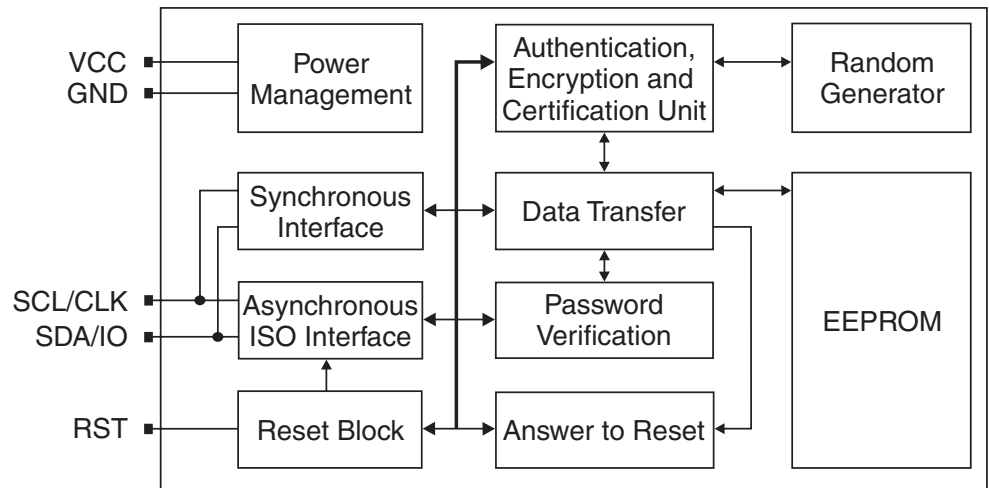 VCC
GND
Power
Management
Authentication,
Encryption and
Certification Unit
Random
Generator
Synchronous
Interface
Data Transfer
SCL/CLK
SDA/IO
Asynchronous
ISO Interface
Password
Verification
EEPROM
RST
Reset Block
Answer to Reset